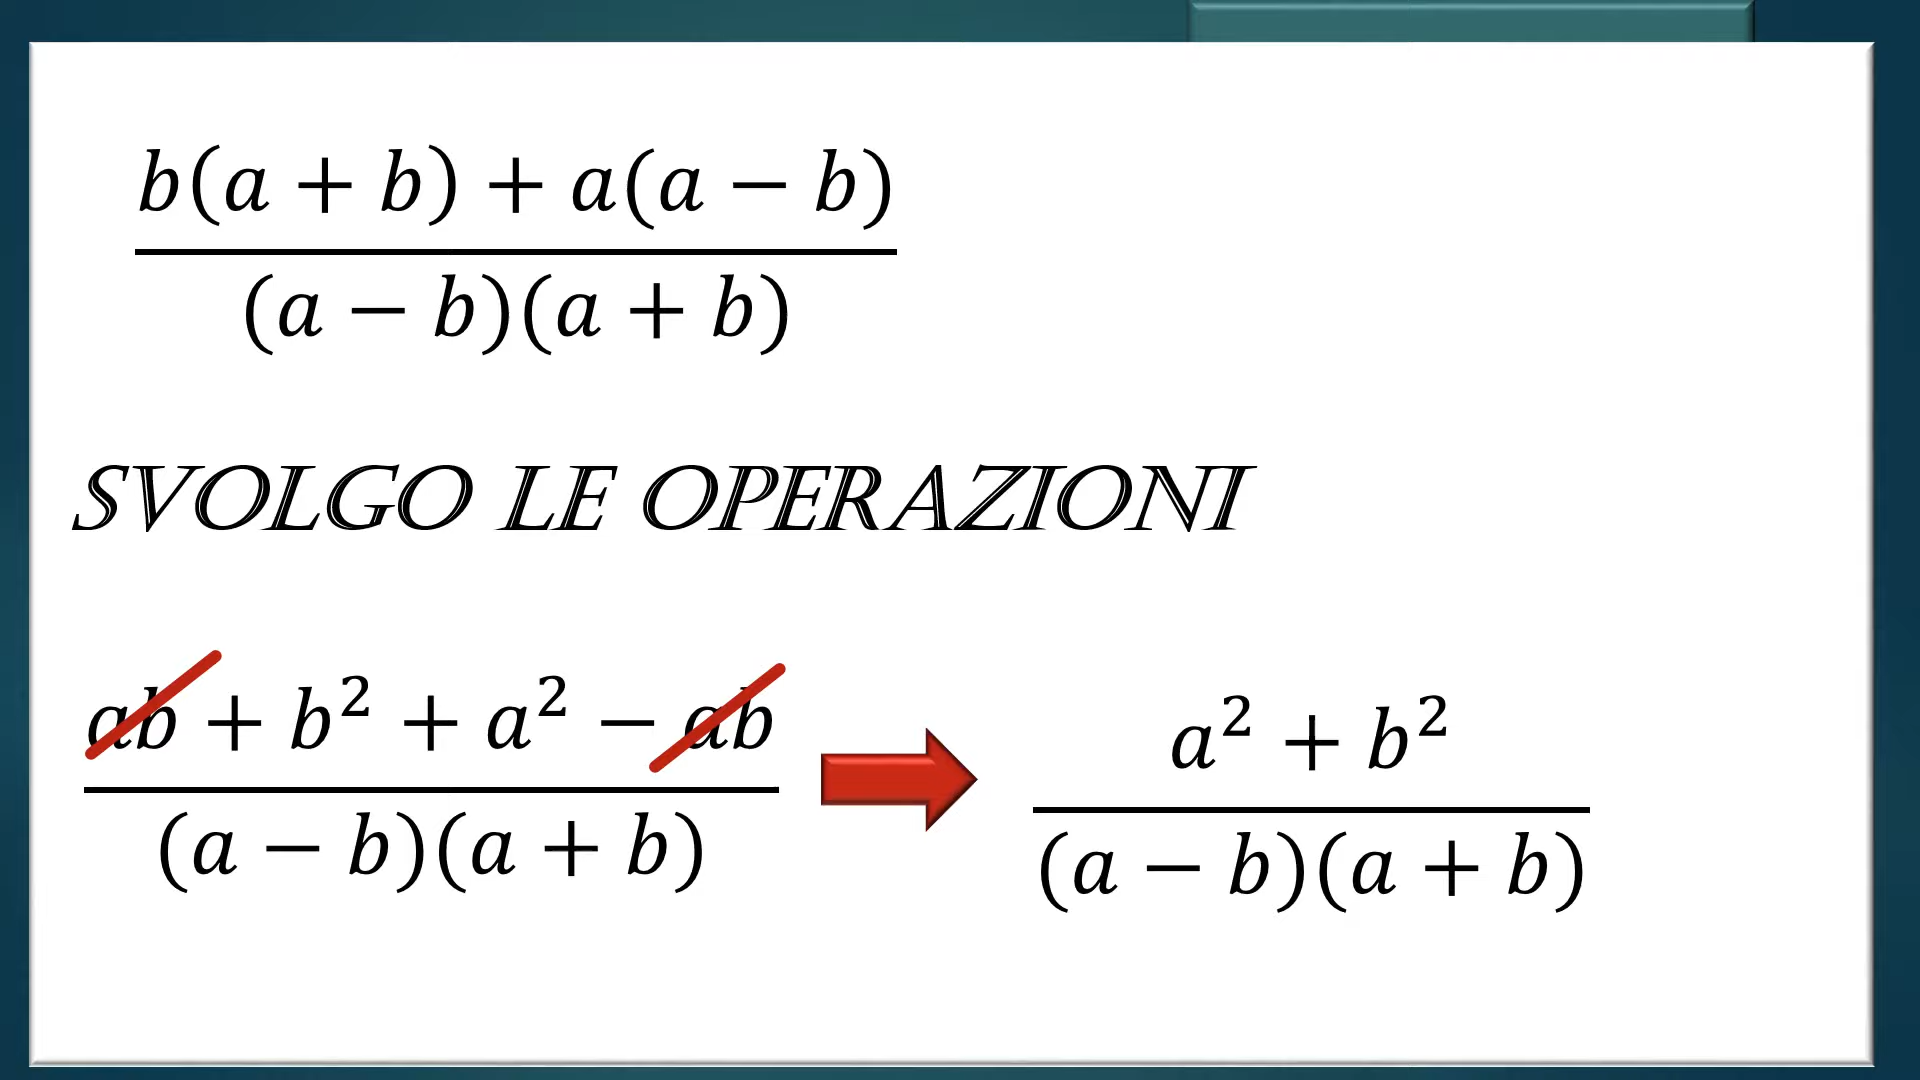 b(a + b) + a(a − b)
(a − b)(a + b)
SVOLGO LE OPERAZIONI
ab + b² + a² − ab
(a − b)(a + b)
a² + b²
(a − b)(a + b)